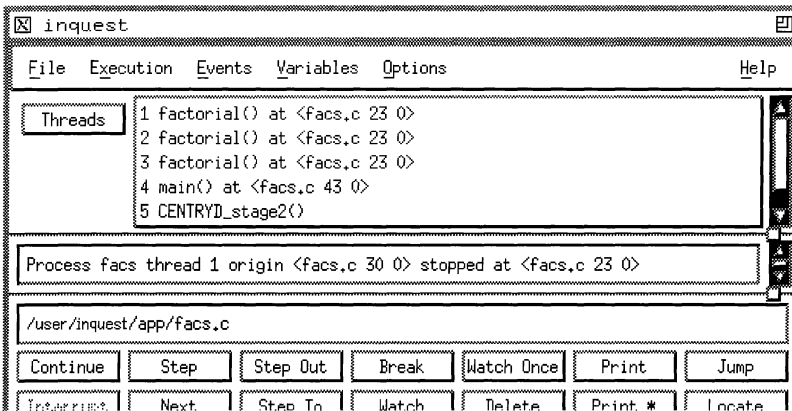 inquest
File Execution Events Variables Options Help
Threads
1 factorial() at <facs.c 23 0>
2 factorial() at <facs.c 23 0>
3 factorial() at <facs.c 23 0>
4 main() at <facs.c 43 0>
5 CENTRYD_stage2()
Process facs thread 1 origin <facs.c 30 0> stopped at <facs.c 23 0>
/user/inquest/app/facs.c
Continue Step Step Out Break Watch Once Print Jump
Interrupt Next Step To Watch Delete Print * Locate